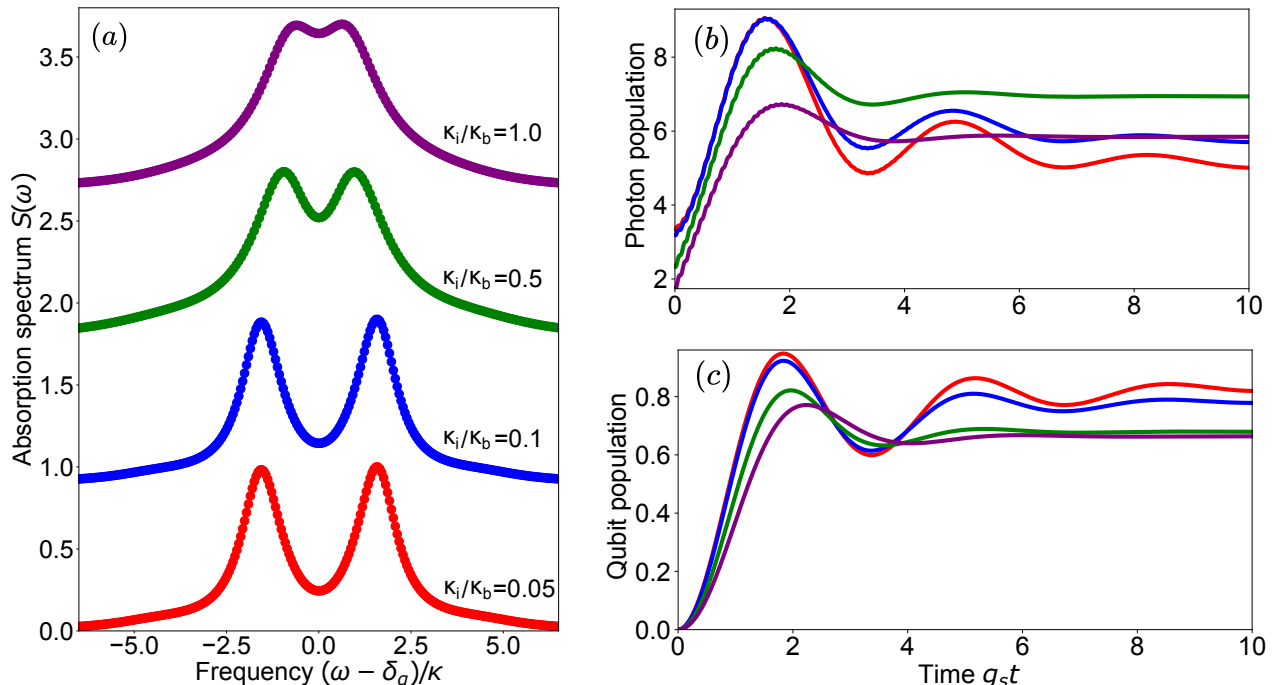 (a)
κi/κb=1.0
κi/κb=0.5
κi/κb=0.1
κi/κb=0.05
3.5
3.0
2.5
2.0
1.5
1.0
0.5
0.0
Absorption spectrum S(ω)
−5.0 −2.5 0.0 2.5 5.0
Frequency (ω − δq)/κ
(b)
Photon population
8
6
4
2
0 2 4 6 8 10
(c)
Qubit population
0.8
0.6
0.4
0.2
0.0
0 2 4 6 8 10
Time gst